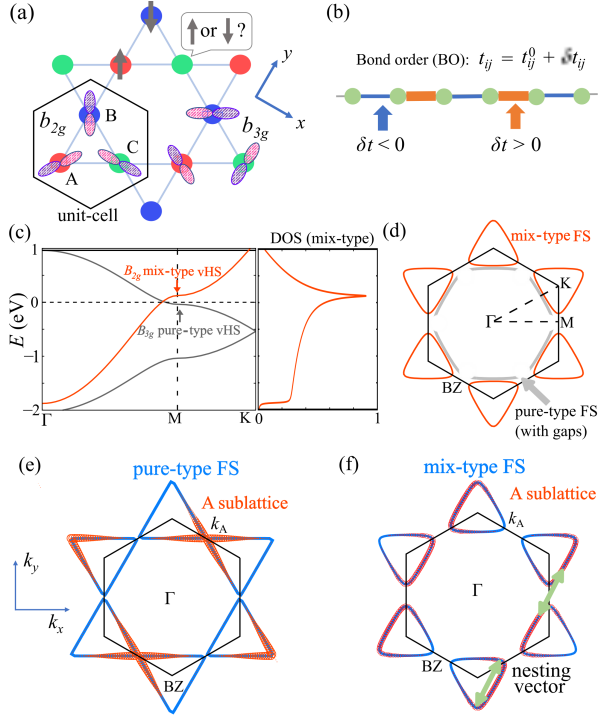 (a)
or ?
y
x
b2g
B
b3g
C
A
unit-cell
(b)
Bond order (BO): tij = t0ij + δtij
δt < 0
δt > 0
(c)
DOS (mix-type)
1
B2g mix-type vHS
0
B3g pure-type vHS
E (eV)
−1
−2
Γ
M
K
0
1
(d)
mix-type FS
K
Γ
M
BZ
pure-type FS
(with gaps)
(e)
pure-type FS
A sublattice
kA
ky
Γ
kx
BZ
(f)
mix-type FS
A sublattice
kA
Γ
BZ
nesting
vector